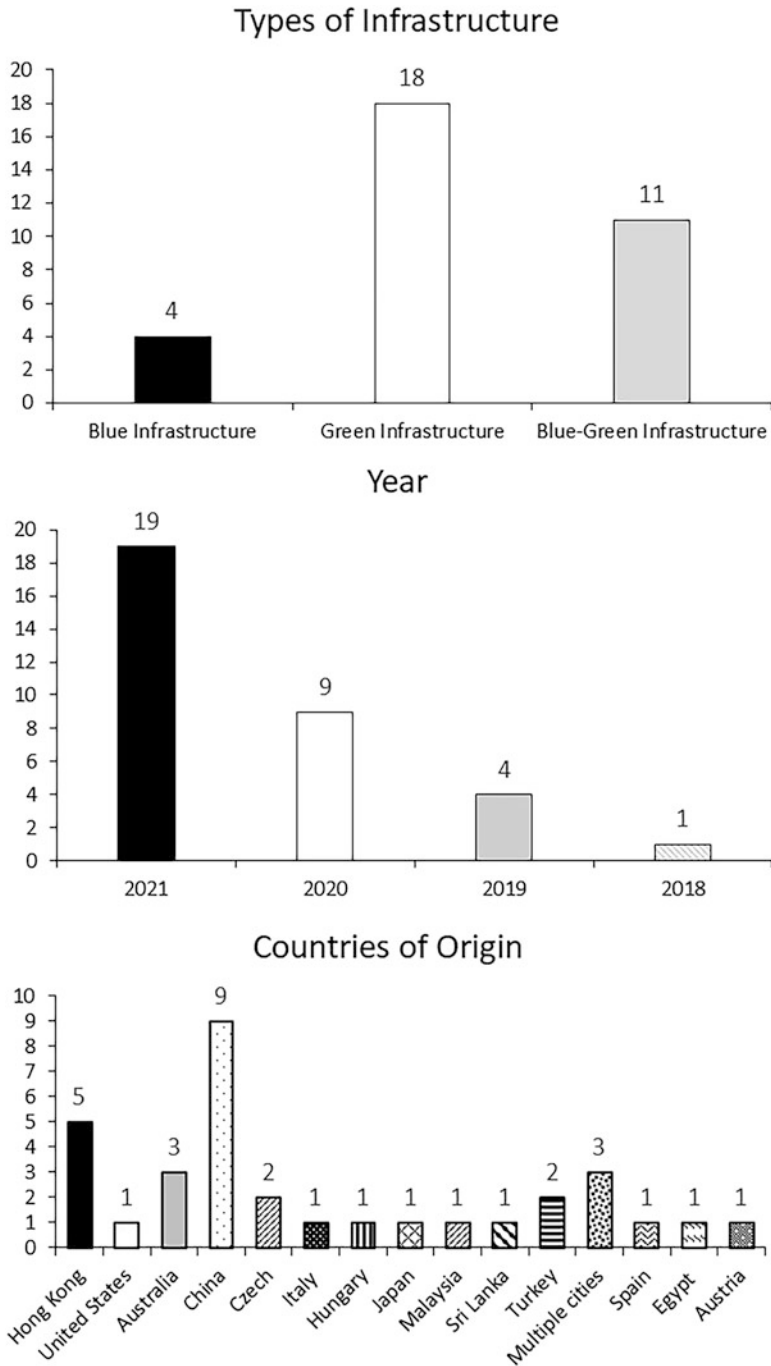 Types of Infrastructure
20
18
16
14
12
10
8
6
4
2
0
4
18
11
Blue Infrastructure
Green Infrastructure
Blue-Green Infrastructure
Year
20
18
16
14
12
10
8
6
4
2
0
19
9
4
1
2021
2020
2019
2018
Countries of Origin
10
9
8
7
6
5
4
3
2
1
0
5
1
3
9
2
1
1
1
1
1
2
3
1
1
1
Hong Kong
United States
Australia
China
Czech
Italy
Hungary
Japan
Malaysia
Sri Lanka
Turkey
Multiple cities
Spain
Egypt
Austria